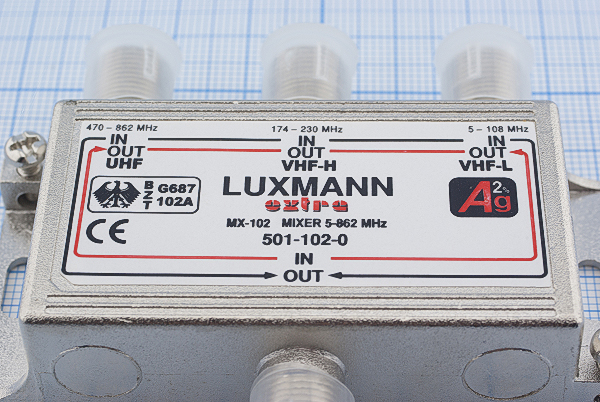 470 - 862 MHz 174 - 230 MHz 5 - 108 MHz
IN IN IN
OUT OUT OUT
UHF VHF-H VHF-L
BZT G687 102A
LUXMANN
extra
Ag
MX-102 MIXER 5-862 MHz
CE 501-102-0
IN
OUT